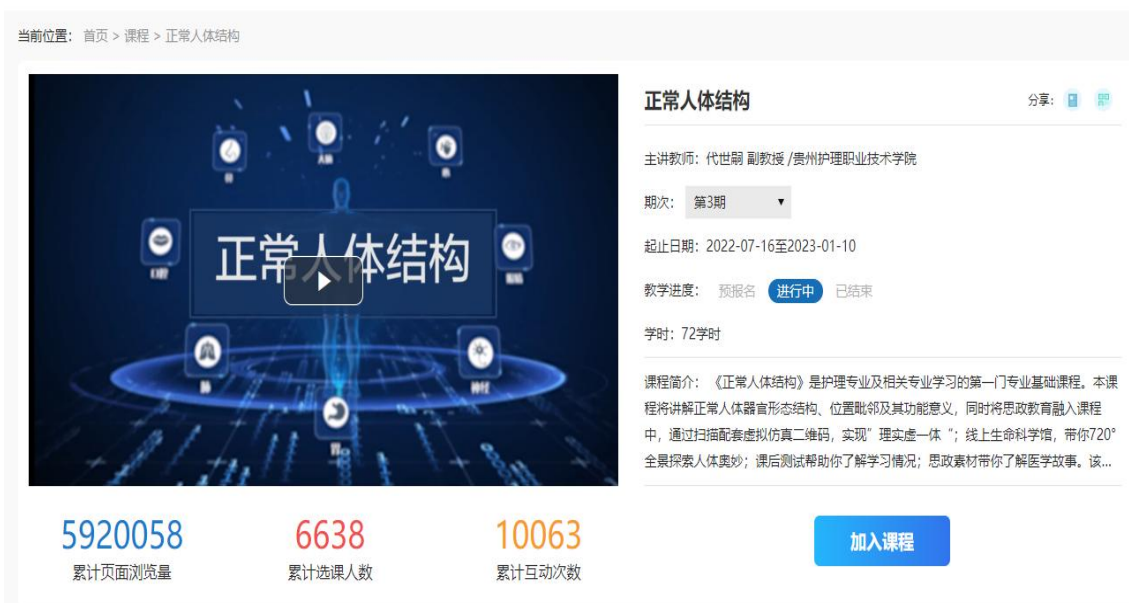 当前位置: 首页 > 课程 > 正常人体结构
正常人体结构
口腔
肺
神经
胃
正常人体结构
分享:
主讲教师:代世嗣 副教授 /贵州护理职业技术学院
期次: 第3期
起止日期:2022-07-16至2023-01-10
教学进度: 预报名 进行中 已结束
学时:72学时
课程简介: 《正常人体结构》是护理专业及相关专业学习的第一门专业基础课程。本课
程将讲解正常人体器官形态结构、位置毗邻及其功能意义,同时将思政教育融入课程
中,通过扫描配套虚拟仿真二维码,实现”理实虚一体“;线上生命科学馆,带你720°
全景探索人体奥妙;课后测试帮助你了解学习情况;思政素材带你了解医学故事。该...
5920058
累计页面浏览量
6638
累计选课人数
10063
累计互动次数
加入课程